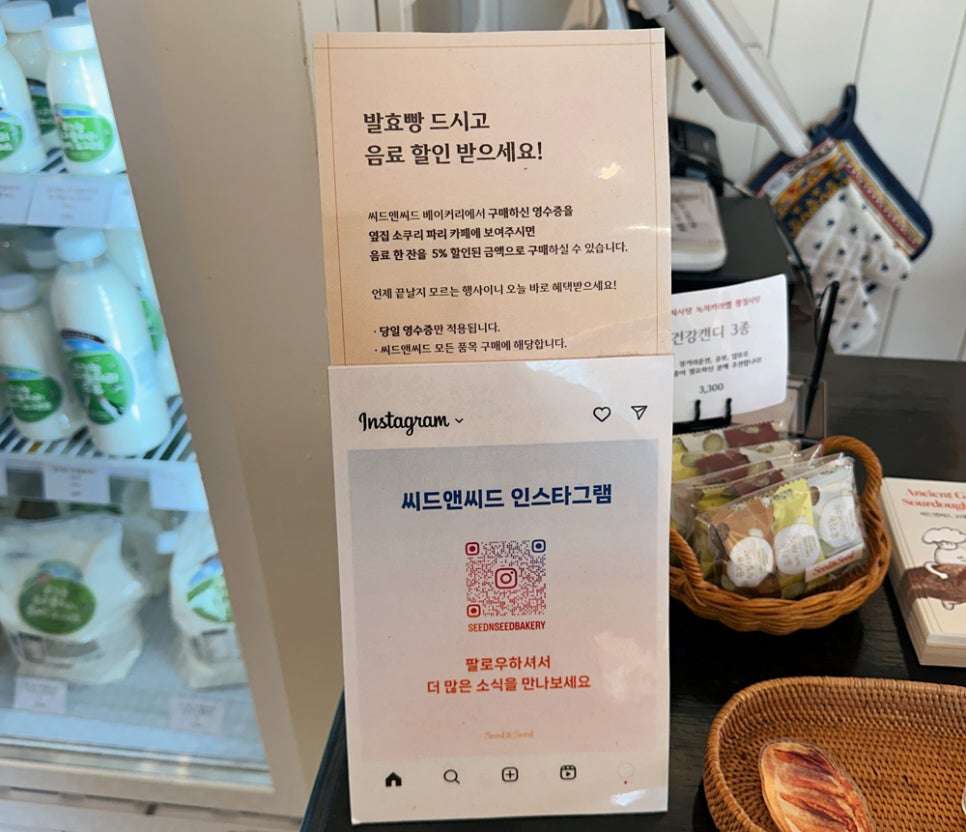 발효빵 드시고
음료 할인 받으세요!
씨드앤씨드 베이커리에서 구매하신 영수증을
옆집 소쿠리 파리 카페에 보여주시면
음료 한 잔을 5% 할인된 금액으로 구매하실 수 있습니다.
언제 끝날지 모르는 행사이니 오늘 바로 혜택받으세요!
· 당일 영수증만 적용됩니다.
· 씨드앤씨드 모든 품목 구매에 해당합니다.
Instagram
씨드앤씨드 인스타그램
SEEDNSEEDBAKERY
팔로우하셔서
더 많은 소식을 만나보세요
Seed&Seed
건강캔디 3종
3,300
Ancient
Sourdough